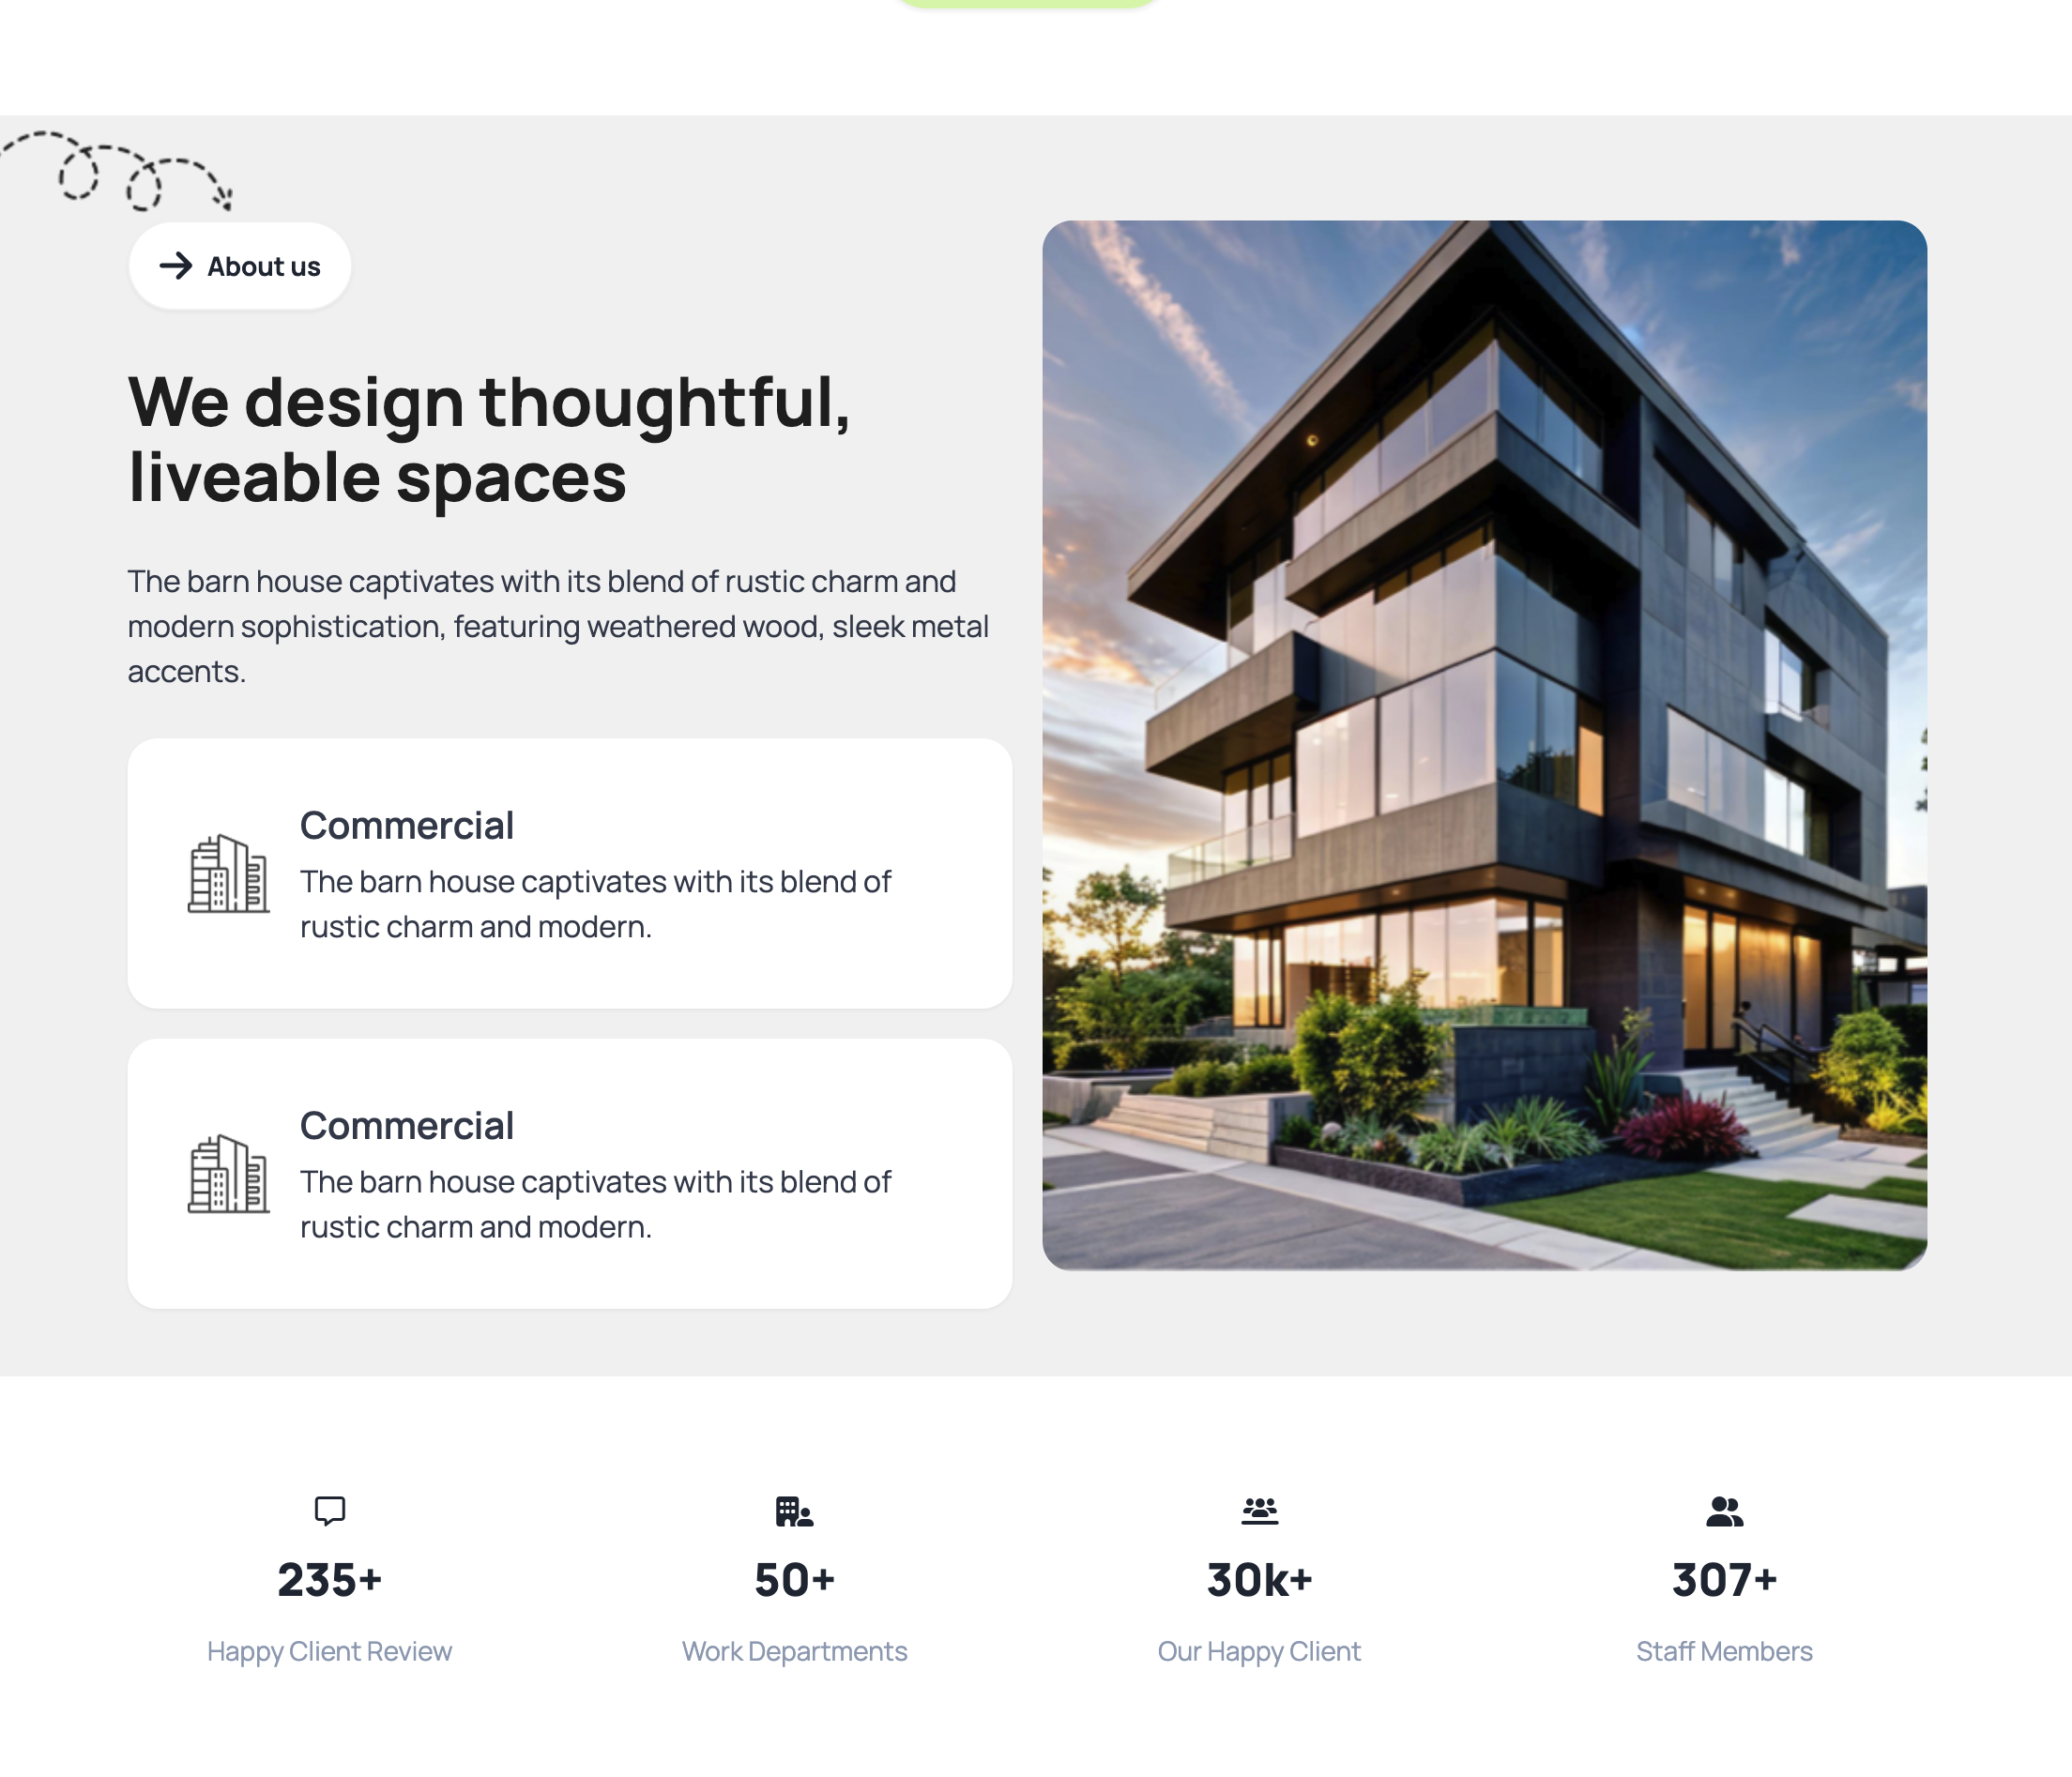 About us
We design thoughtful,
liveable spaces
The barn house captivates with its blend of rustic charm and
modern sophistication, featuring weathered wood, sleek metal
accents.
Commercial
The barn house captivates with its blend of
rustic charm and modern.
Commercial
The barn house captivates with its blend of
rustic charm and modern.
235+
Happy Client Review
50+
Work Departments
30k+
Our Happy Client
307+
Staff Members